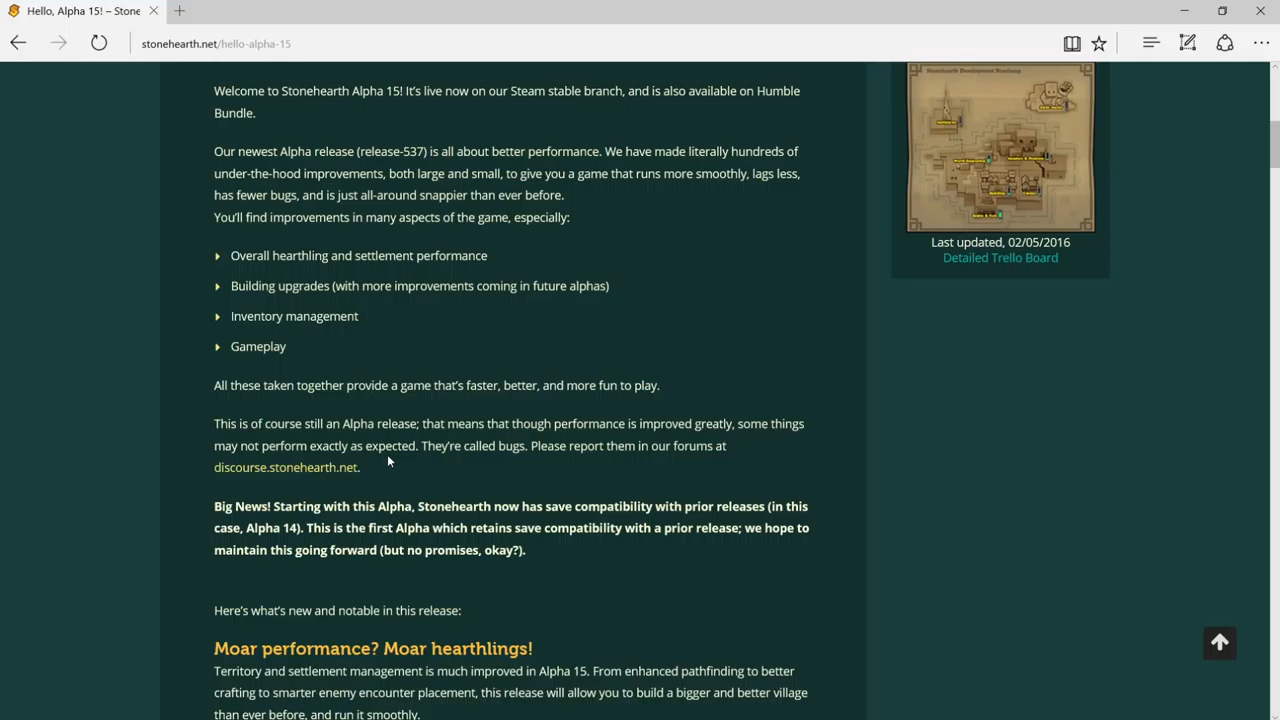 Hello, Alpha 15! – Stone
stonehearth.net/hello-alpha-15
Welcome to Stonehearth Alpha 15! It's live now on our Steam stable branch, and is also available on Humble
Bundle.
Our newest Alpha release (release-537) is all about better performance. We have made literally hundreds of
under-the-hood improvements, both large and small, to give you a game that runs more smoothly, lags less,
has fewer bugs, and is just all-around snappier than ever before.
You'll find improvements in many aspects of the game, especially:
Overall hearthling and settlement performance
Building upgrades (with more improvements coming in future alphas)
Inventory management
Gameplay
All these taken together provide a game that's faster, better, and more fun to play.
This is of course still an Alpha release; that means that though performance is improved greatly, some things
may not perform exactly as expected. They're called bugs. Please report them in our forums at
discourse.stonehearth.net.
Big News! Starting with this Alpha, Stonehearth now has save compatibility with prior releases (in this
case, Alpha 14). This is the first Alpha which retains save compatibility with a prior release; we hope to
maintain this going forward (but no promises, okay?).
Here's what's new and notable in this release:
Moar performance? Moar hearthlings!
Territory and settlement management is much improved in Alpha 15. From enhanced pathfinding to better
crafting to smarter enemy encounter placement, this release will allow you to build a bigger and better village
than ever before, and run it smoothly.
Stonehearth Development Roadmap
Last updated, 02/05/2016
Detailed Trello Board